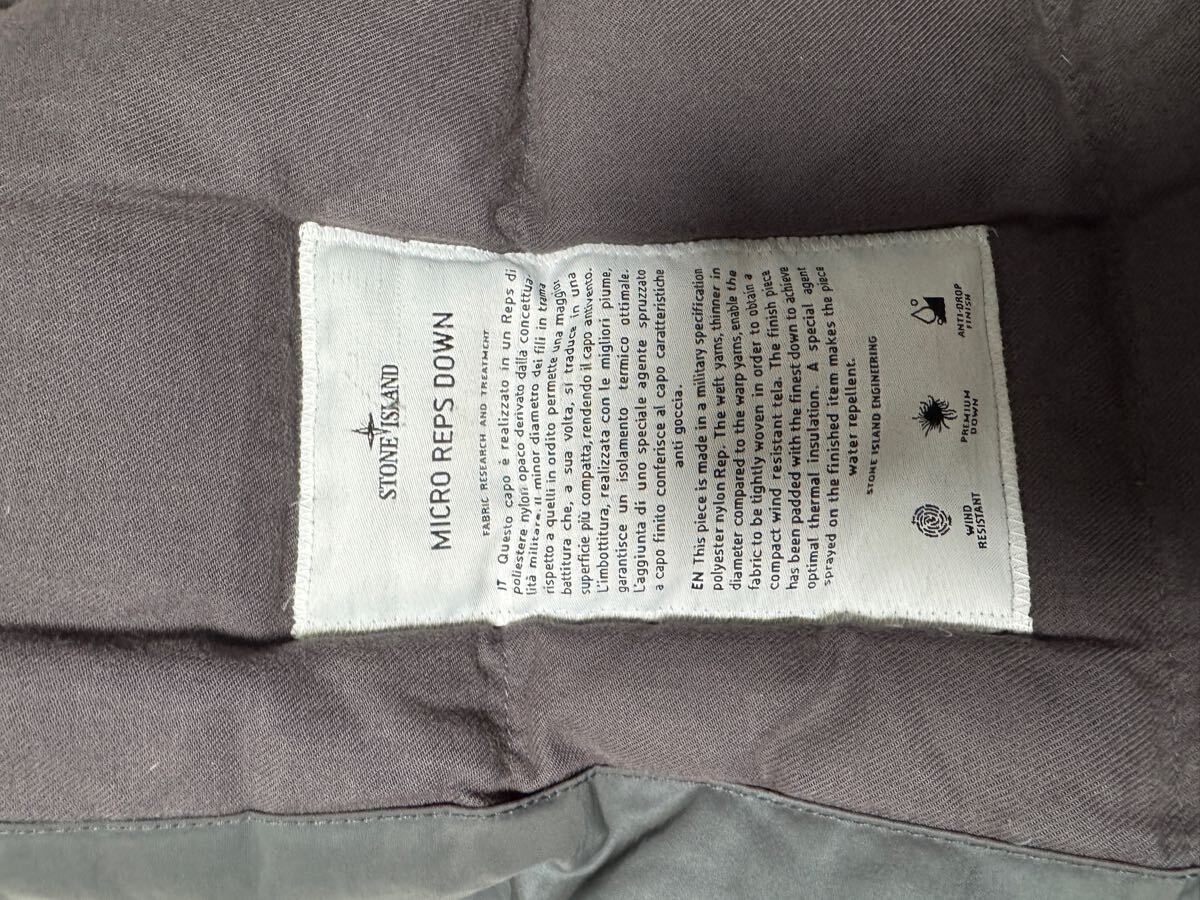 STONE ISLAND
MICRO REPS DOWN
FABRIC RESEARCH AND TREATMENT
IT Questo capo è realizzato in un Reps di
poliestere nylon opaco derivato dalla concettua-
lità militare. Il minor diametro dei fili in trama
rispetto a quelli in ordito permette una maggior
battitura che, a sua volta, si traduce in una
superficie più compatta, rendendo il capo antivento.
L'imbottitura, realizzata con le migliori piume,
garantisce un isolamento termico ottimale.
L'aggiunta di uno speciale agente spruzzato
a capo finito conferisce al capo caratteristiche
anti goccia.
EN This piece is made in a military specification
polyester nylon Rep. The weft yarns, thinner in
diameter compared to the warp yarns, enable the
fabric to be tightly woven in order to obtain a
compact wind resistant tela. The finish piece
has been padded with the finest down to achieve
optimal thermal insulation. A special agent
sprayed on the finished item makes the piece
water repellent.
STONE ISLAND ENGINEERING
WIND
RESISTANT
PREMIUM
DOWN
ANTI-DROP
FINISH